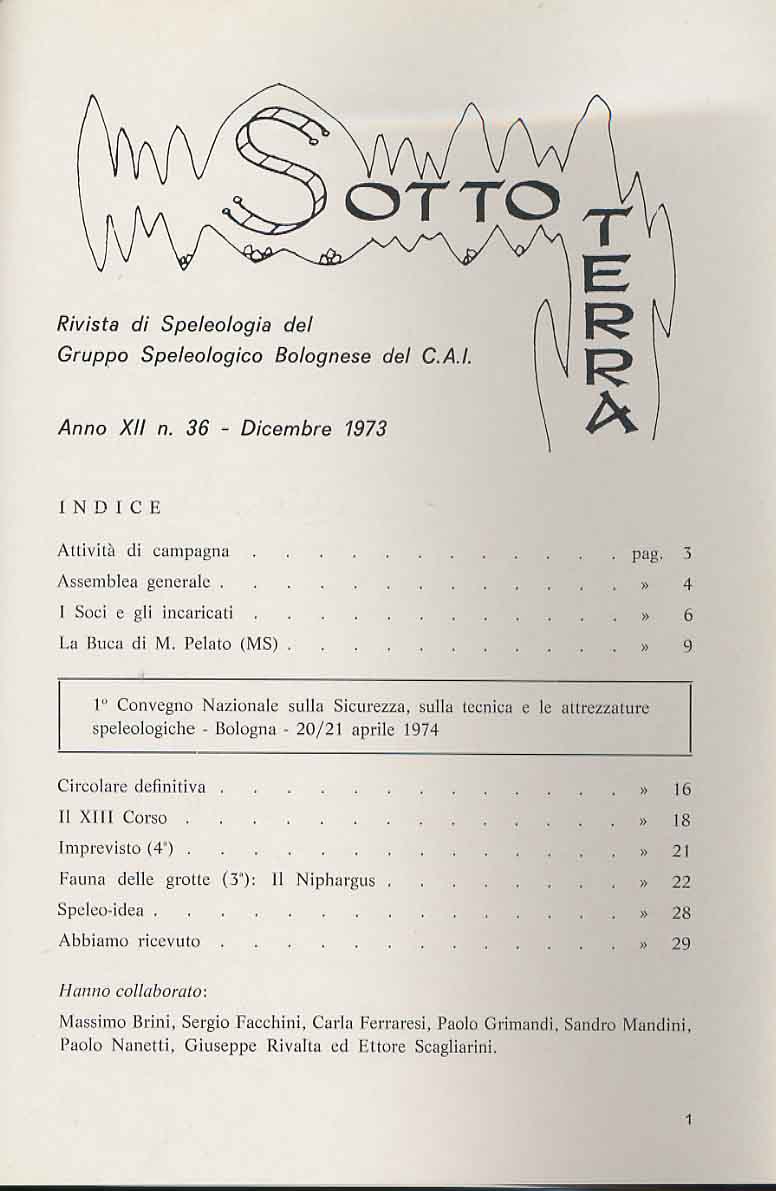 SOTTO
TERRA
Rivista di Speleologia del
Gruppo Speleologico Bolognese del C.A.I.
Anno XII n. 36 - Dicembre 1973
INDICE
Attività di campagna . . . . . . . . . . . . pag. 3
Assemblea generale . . . . . . . . . . . . . » 4
I Soci e gli incaricati . . . . . . . . . . . . » 6
La Buca di M. Pelato (MS) . . . . . . . . . . . » 9
1° Convegno Nazionale sulla Sicurezza, sulla tecnica e le attrezzature
speleologiche - Bologna - 20/21 aprile 1974
Circolare definitiva . . . . . . . . . . . . . » 16
Il XIII Corso . . . . . . . . . . . . . . » 18
Imprevisto (4ª) . . . . . . . . . . . . . . » 21
Fauna delle grotte (3ª): Il Niphargus . . . . . . . . » 22
Speleo-idea . . . . . . . . . . . . . . . » 28
Abbiamo ricevuto . . . . . . . . . . . . . » 29
Hanno collaborato:
Massimo Brini, Sergio Facchini, Carla Ferraresi, Paolo Grimandi, Sandro Mandini,
Paolo Nanetti, Giuseppe Rivalta ed Ettore Scagliarini.
1